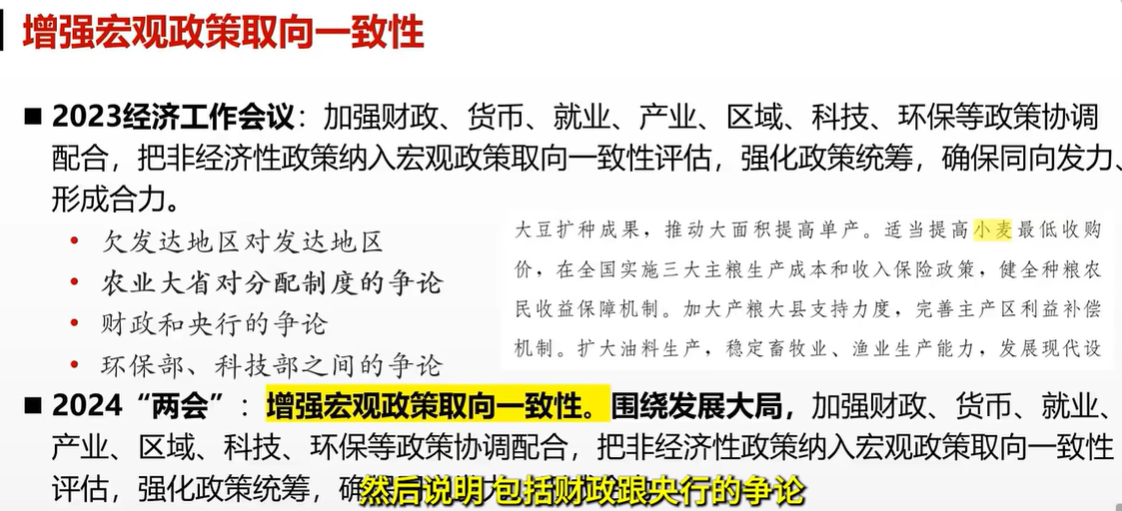 增强宏观政策取向一致性
■ 2023经济工作会议：加强财政、货币、就业、产业、区域、科技、环保等政策协调
配合，把非经济性政策纳入宏观政策取向一致性评估，强化政策统筹，确保同向发力、
形成合力。
• 欠发达地区对发达地区
• 农业大省对分配制度的争论
• 财政和央行的争论
• 环保部、科技部之间的争论
大豆扩种成果，推动大面积提高单产。适当提高小麦最低收购
价，在全国实施三大主粮生产成本和收入保险政策，健全种粮农
民收益保障机制。加大产粮大县支持力度，完善主产区利益补偿
机制。扩大油料生产，稳定畜牧业、渔业生产能力，发展现代设
■ 2024“两会”：增强宏观政策取向一致性。围绕发展大局，加强财政、货币、就业、
产业、区域、科技、环保等政策协调配合，把非经济性政策纳入宏观政策取向一致性
评估，强化政策统筹，确
然后说明 包括财政跟央行的争论